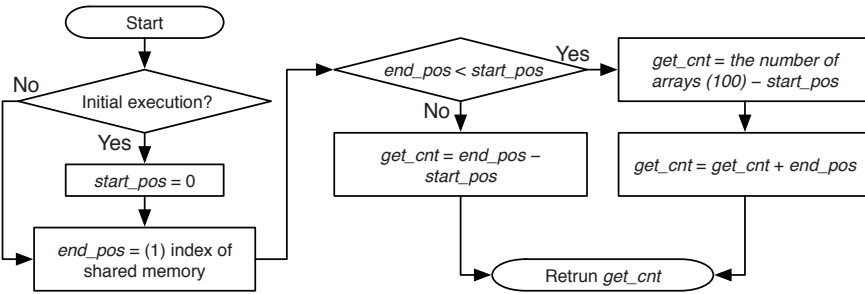 Start
No
Initial execution?
Yes
start_pos = 0
end_pos = (1) index of
shared memory
end_pos < start_pos
Yes
No
get_cnt = end_pos –
start_pos
get_cnt = the number of
arrays (100) – start_pos
get_cnt = get_cnt + end_pos
Retrun get_cnt